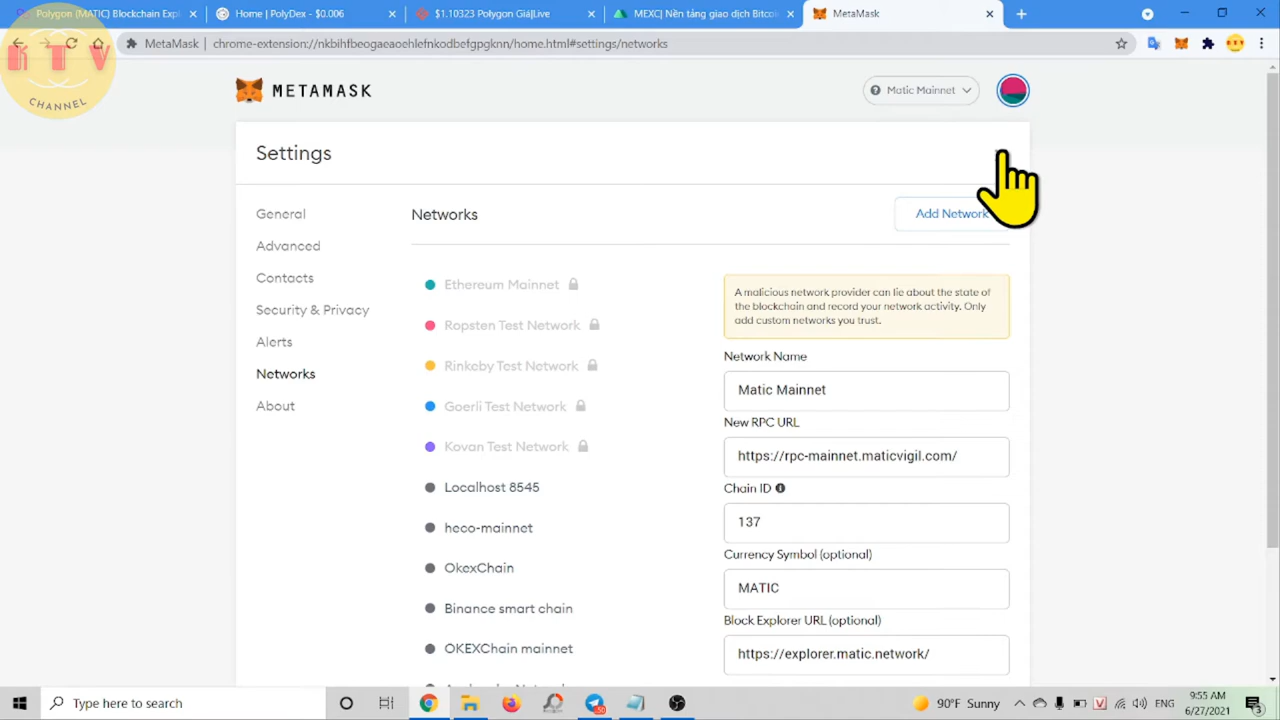 Polygon (MATIC) Blockchain Expl
Home | PolyDex - $0.006
$1.10323 Polygon Giá|Live
MEXC| Nền tảng giao dịch Bitcoin
MetaMask
MetaMask | chrome-extension://nkbihfbeogaeaoehlefnkodbefgpgknn/home.html#settings/networks
KTV
CHANNEL
METAMASK
Matic Mainnet
Settings
General
Advanced
Contacts
Security & Privacy
Alerts
Networks
About
Networks
Add Network
Ethereum Mainnet
Ropsten Test Network
Rinkeby Test Network
Goerli Test Network
Kovan Test Network
Localhost 8545
heco-mainnet
OkexChain
Binance smart chain
OKEXChain mainnet
A malicious network provider can lie about the state of
the blockchain and record your network activity. Only
add custom networks you trust.
Network Name
Matic Mainnet
New RPC URL
https://rpc-mainnet.maticvigil.com/
Chain ID
137
Currency Symbol (optional)
MATIC
Block Explorer URL (optional)
https://explorer.matic.network/
Type here to search
90°F Sunny
ENG
9:55 AM
6/27/2021
3